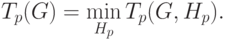 T_p(G) = \min_{H_p} T_p(G, H_p).